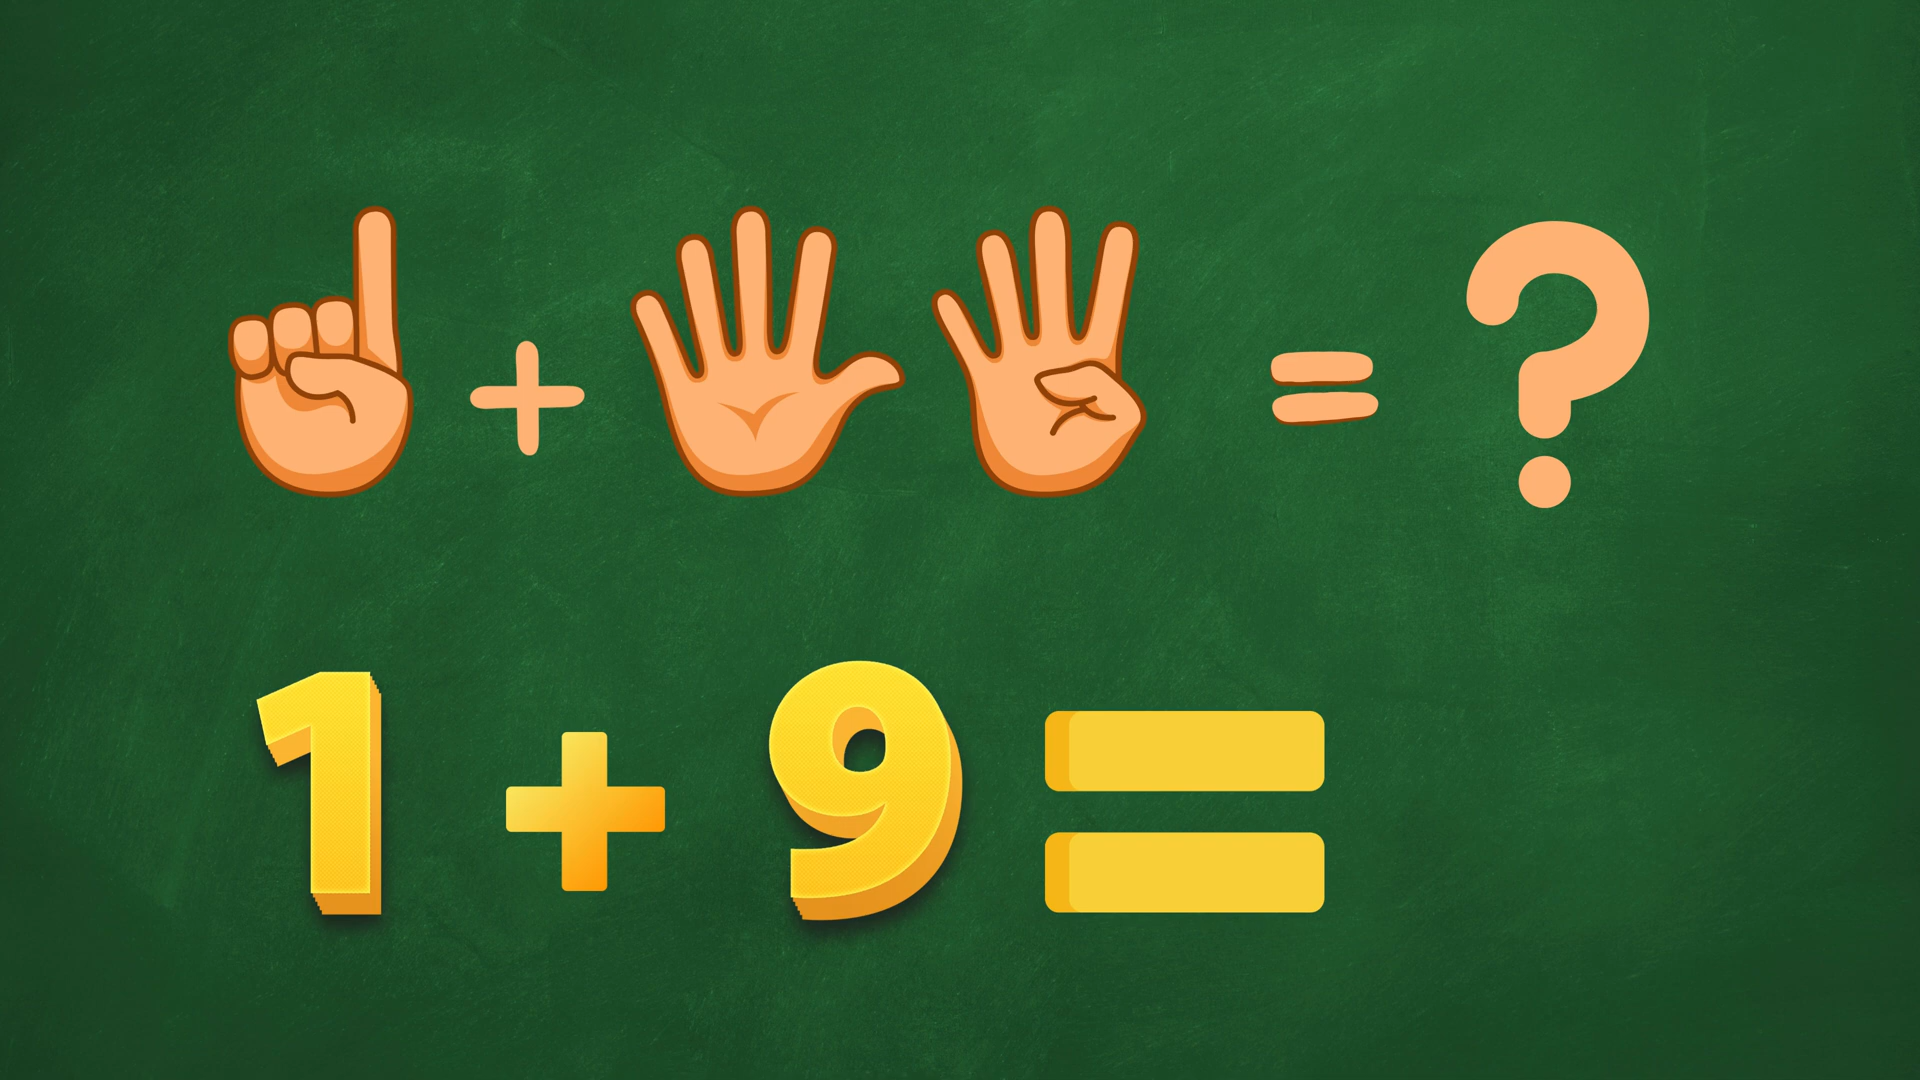 + = ?
1 + 9 =